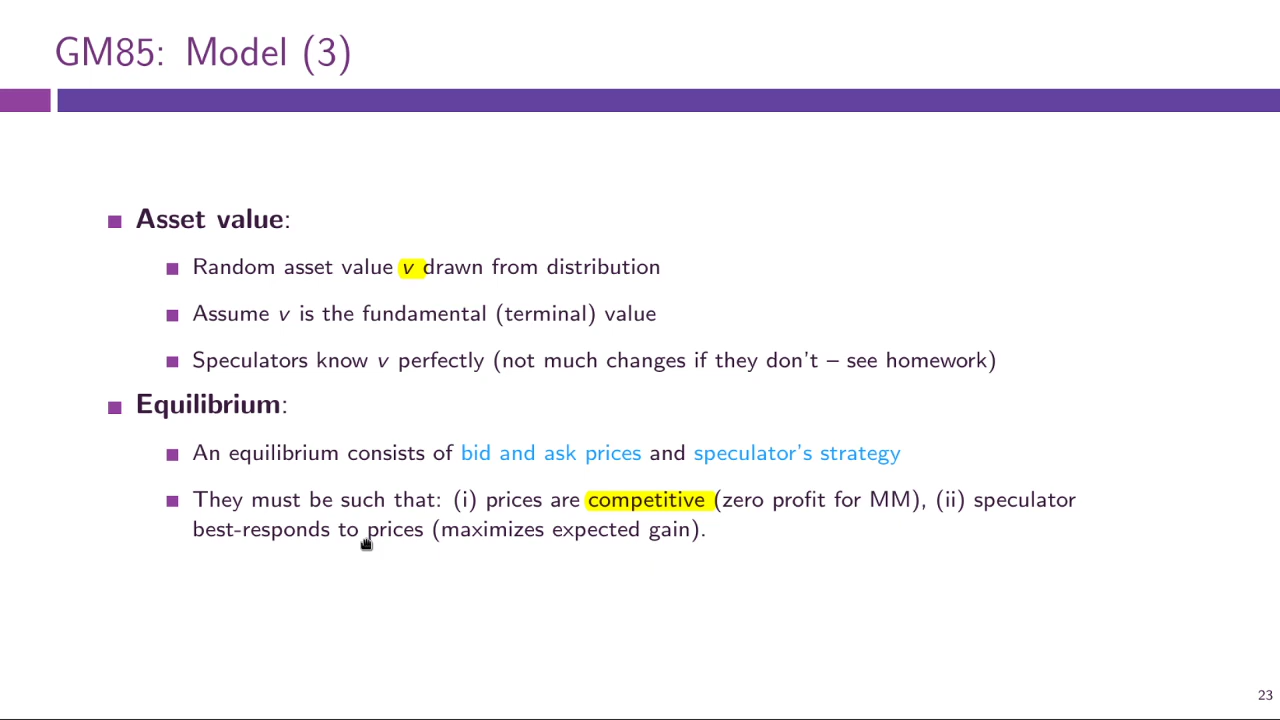 GM85: Model (3)
Asset value:
Random asset value v drawn from distribution
Assume v is the fundamental (terminal) value
Speculators know v perfectly (not much changes if they don't – see homework)
Equilibrium:
An equilibrium consists of bid and ask prices and speculator's strategy
They must be such that: (i) prices are competitive (zero profit for MM), (ii) speculator
best-responds to prices (maximizes expected gain).
23